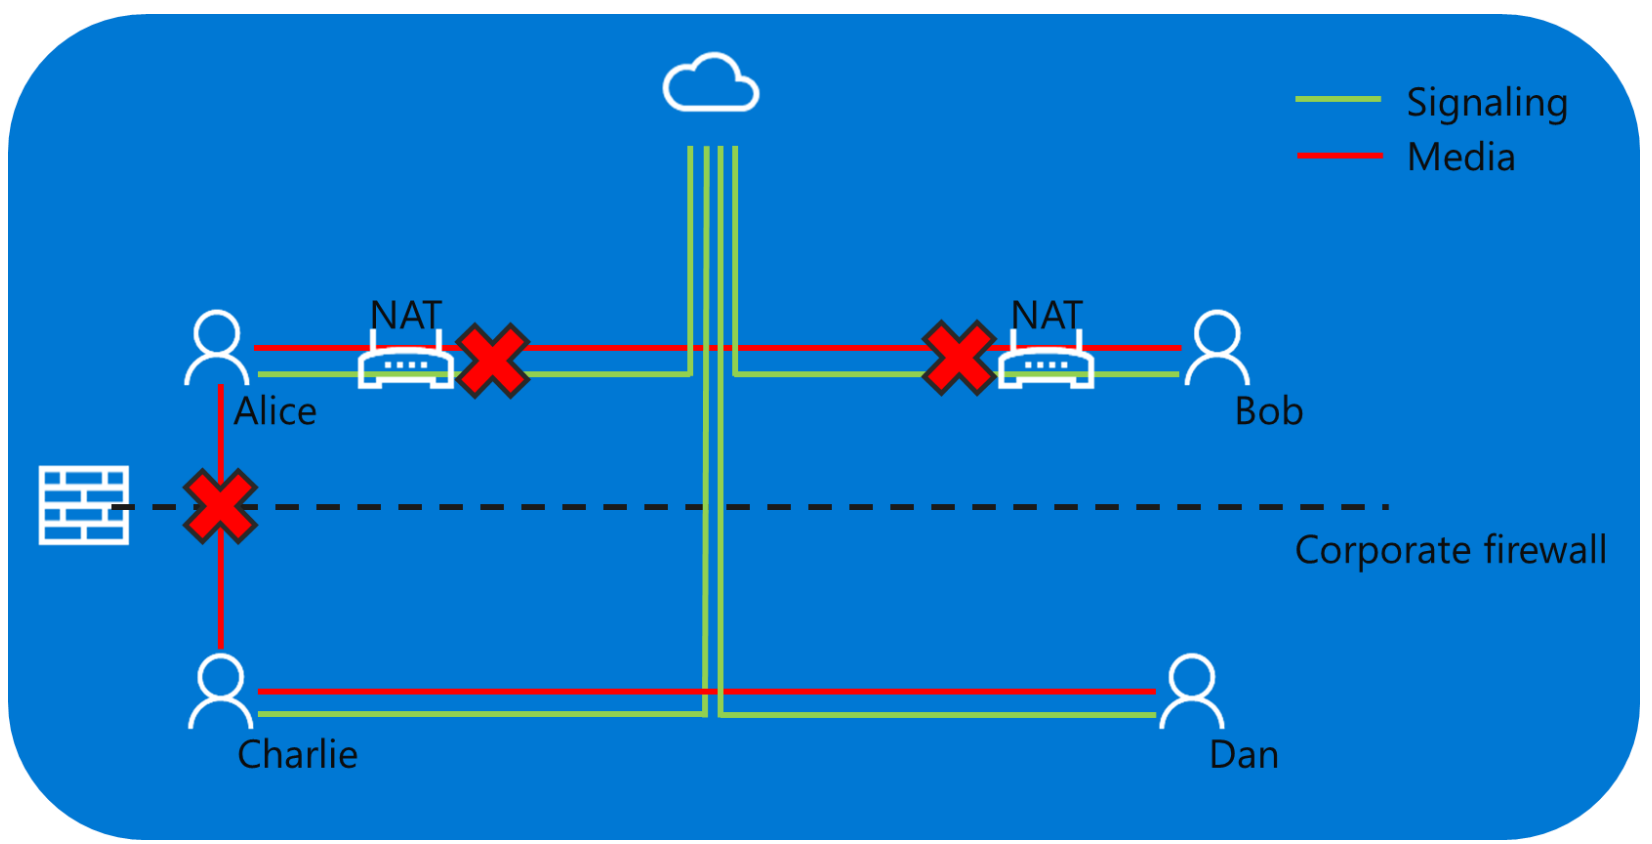 Signaling
Media
NAT
NAT
Alice
Bob
Corporate firewall
Charlie
Dan